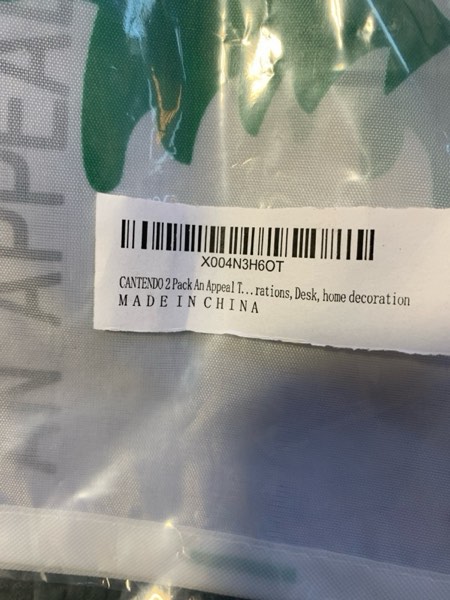 AN APPEAL
X004N3H6OT
CANTENDO 2 Pack An Appeal T...rations, Desk, home decoration
MADE IN CHINA